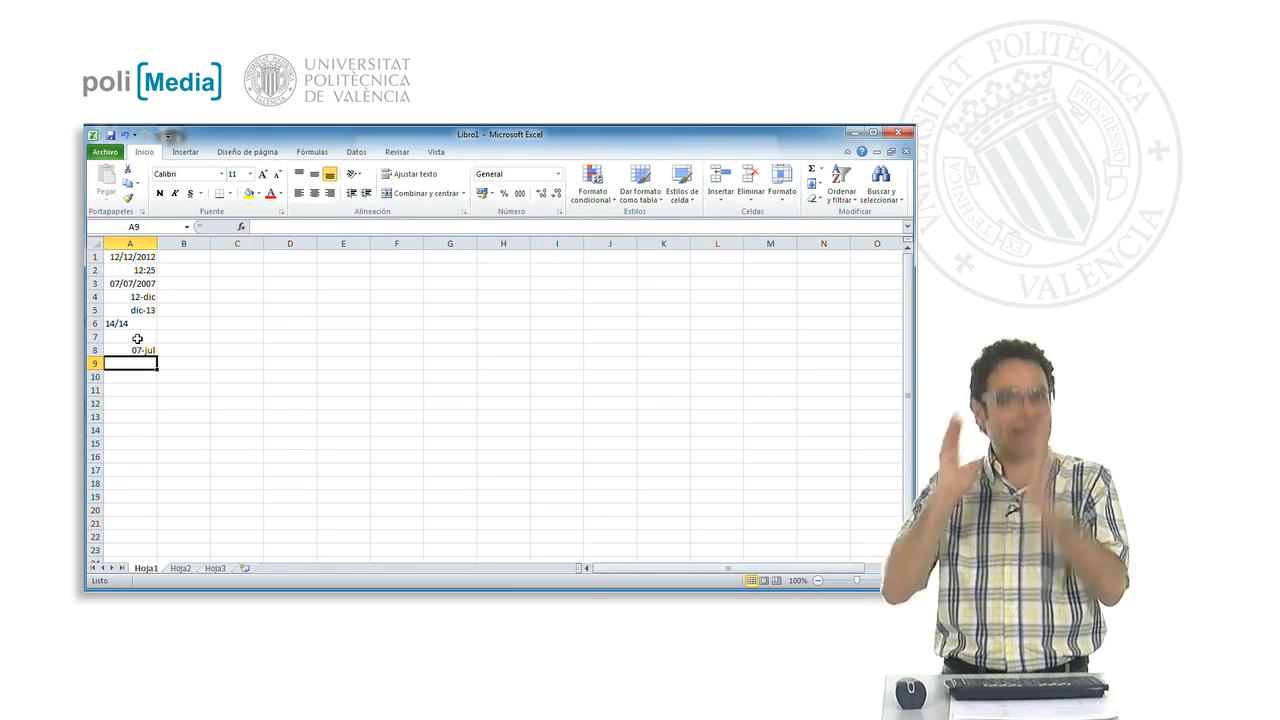 poli [Media]
UNIVERSITAT
POLITÈCNICA
DE VALÈNCIA
UNIVERSITAT POLITÈCNICA
DE VALÈNCIA
Libro1 - Microsoft Excel
Archivo Inicio Insertar Diseño de página Fórmulas Datos Revisar Vista
Pegar
Calibri 11
N K S
Ajustar texto
Combinar y centrar
General
% 000
Formato condicional
Dar formato como tabla
Estilos de celda
Insertar Eliminar Formato
Ordenar y filtrar
Buscar y seleccionar
Portapapeles Fuente Alineación Número Estilos Celdas Modificar
A9 fx
A B C D E F G H I J K L M N O
1 12/12/2012
2 12:25
3 07/07/2007
4 12-dic
5 dic-13
6 14/14
7
8 07-jul
9
10
11
12
13
14
15
16
17
18
19
20
21
22
23
Hoja1 Hoja2 Hoja3
Listo 100%